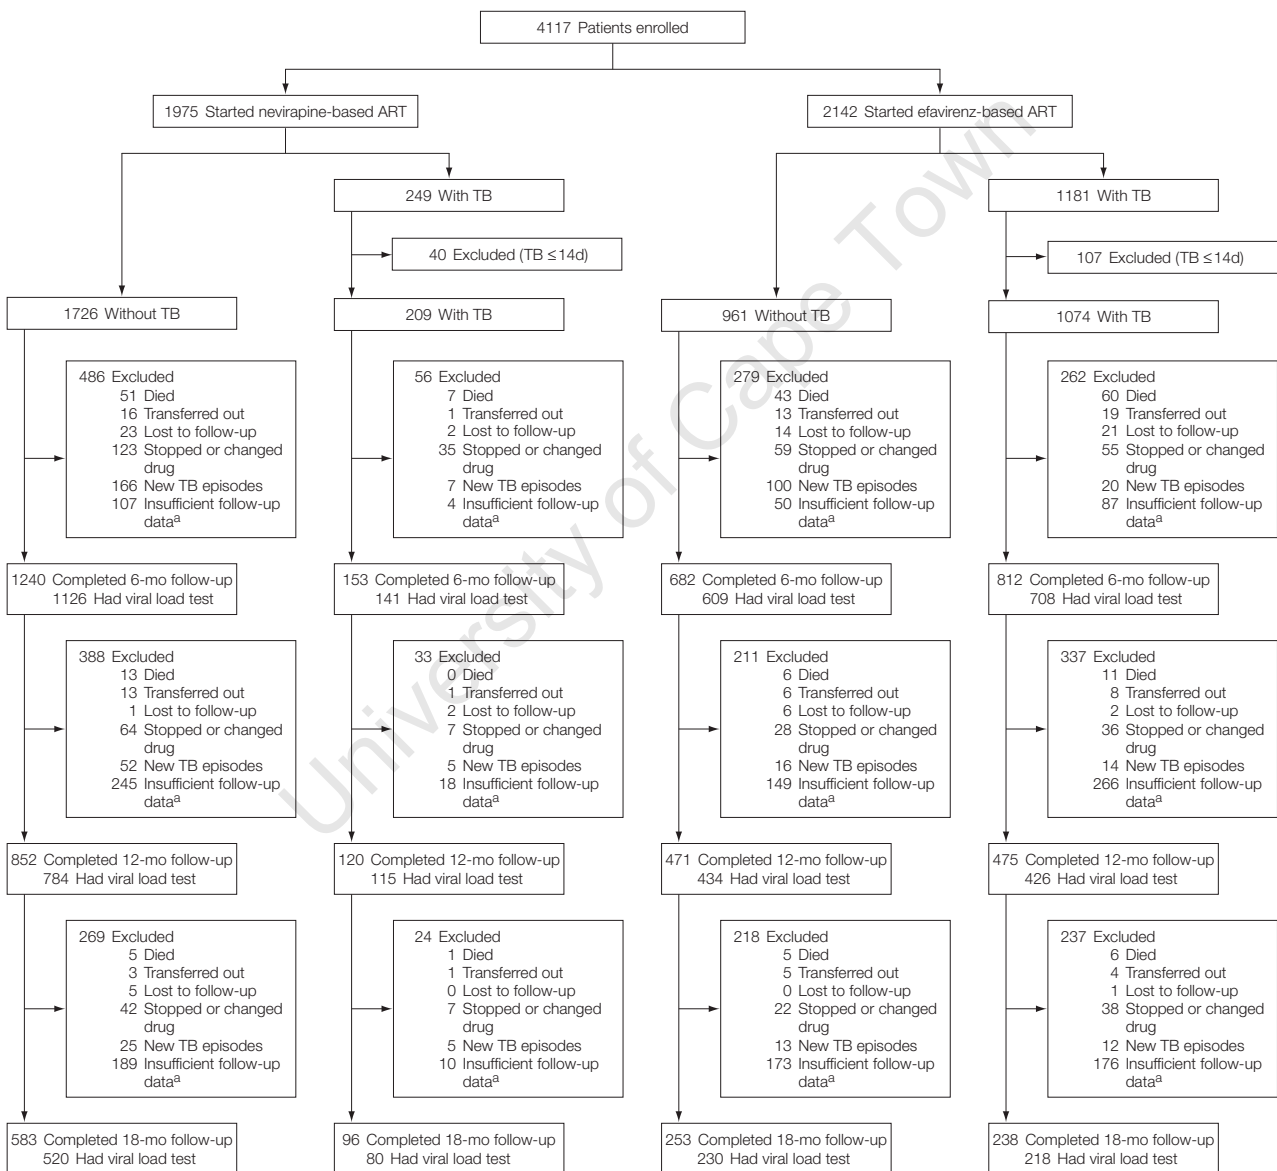 4117 Patients enrolled
1975 Started nevirapine-based ART
2142 Started efavirenz-based ART
249 With TB
1181 With TB
40 Excluded (TB ≤14d)
107 Excluded (TB ≤14d)
1726 Without TB
209 With TB
961 Without TB
1074 With TB
486 Excluded
51 Died
16 Transferred out
23 Lost to follow-up
123 Stopped or changed
drug
166 New TB episodes
107 Insufficient follow-up
dataa
56 Excluded
7 Died
1 Transferred out
2 Lost to follow-up
35 Stopped or changed
drug
7 New TB episodes
4 Insufficient follow-up
dataa
279 Excluded
43 Died
13 Transferred out
14 Lost to follow-up
59 Stopped or changed
drug
100 New TB episodes
50 Insufficient follow-up
dataa
262 Excluded
60 Died
19 Transferred out
21 Lost to follow-up
55 Stopped or changed
drug
20 New TB episodes
87 Insufficient follow-up
dataa
1240 Completed 6-mo follow-up
1126 Had viral load test
153 Completed 6-mo follow-up
141 Had viral load test
682 Completed 6-mo follow-up
609 Had viral load test
812 Completed 6-mo follow-up
708 Had viral load test
388 Excluded
13 Died
13 Transferred out
1 Lost to follow-up
64 Stopped or changed
drug
52 New TB episodes
245 Insufficient follow-up
dataa
33 Excluded
0 Died
1 Transferred out
2 Lost to follow-up
7 Stopped or changed
drug
5 New TB episodes
18 Insufficient follow-up
dataa
211 Excluded
6 Died
6 Transferred out
6 Lost to follow-up
28 Stopped or changed
drug
16 New TB episodes
149 Insufficient follow-up
dataa
337 Excluded
11 Died
8 Transferred out
2 Lost to follow-up
36 Stopped or changed
drug
14 New TB episodes
266 Insufficient follow-up
dataa
852 Completed 12-mo follow-up
784 Had viral load test
120 Completed 12-mo follow-up
115 Had viral load test
471 Completed 12-mo follow-up
434 Had viral load test
475 Completed 12-mo follow-up
426 Had viral load test
269 Excluded
5 Died
3 Transferred out
5 Lost to follow-up
42 Stopped or changed
drug
25 New TB episodes
189 Insufficient follow-up
dataa
24 Excluded
1 Died
1 Transferred out
0 Lost to follow-up
7 Stopped or changed
drug
5 New TB episodes
10 Insufficient follow-up
dataa
218 Excluded
5 Died
5 Transferred out
0 Lost to follow-up
22 Stopped or changed
drug
13 New TB episodes
173 Insufficient follow-up
dataa
237 Excluded
6 Died
4 Transferred out
1 Lost to follow-up
38 Stopped or changed
drug
12 New TB episodes
176 Insufficient follow-up
dataa
583 Completed 18-mo follow-up
520 Had viral load test
96 Completed 18-mo follow-up
80 Had viral load test
253 Completed 18-mo follow-up
230 Had viral load test
238 Completed 18-mo follow-up
218 Had viral load test
University of Cape Town